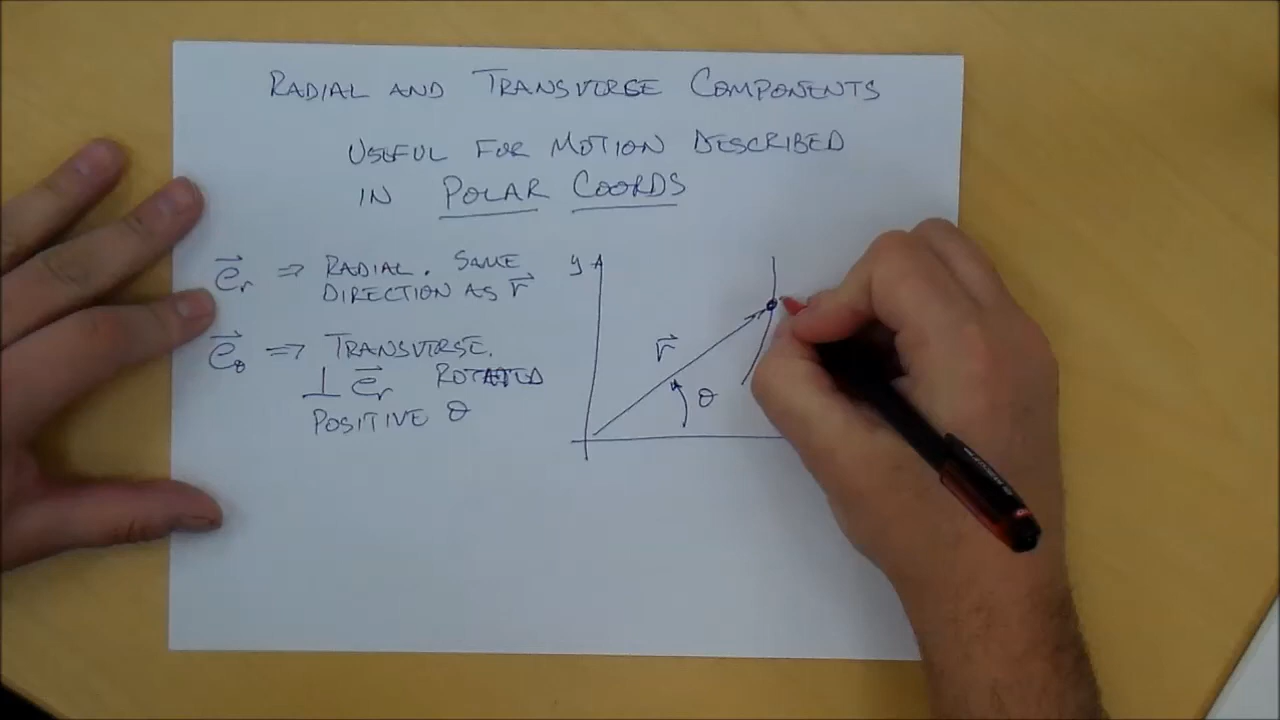 RADIAL AND TRANSVERSE COMPONENTS
USEFUL FOR MOTION DESCRIBED
IN POLAR COORDS
e⃗r ⇒ RADIAL. SAME
DIRECTION AS r⃗
e⃗θ ⇒ TRANSVERSE.
⊥ e⃗r ROTATED
POSITIVE θ
y
r⃗
θ